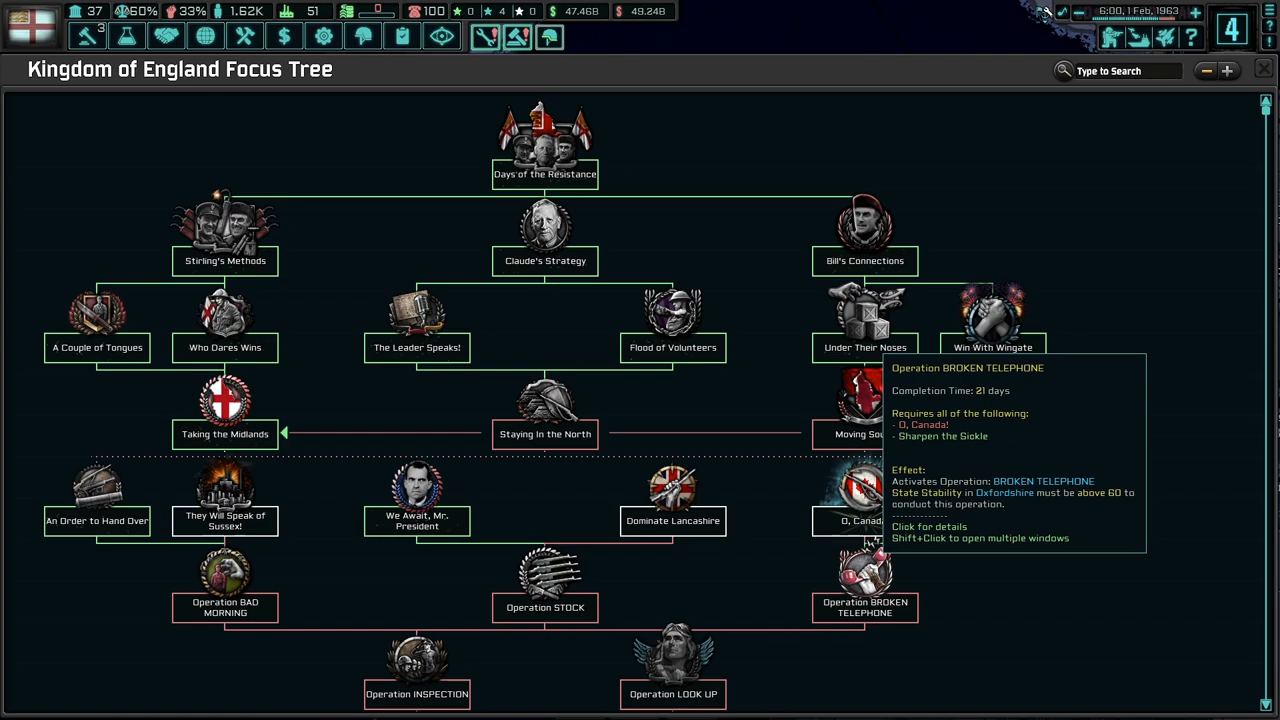 37 60% 33% 1.62K 51 100 0 4 0 $ 47.46B $ 49.24B
6:00, 1 Feb, 1963
4
3
Kingdom of England Focus Tree
Type to Search
Days of the Resistance
Stirling's Methods
Claude's Strategy
Bill's Connections
A Couple of Tongues
Who Dares Wins
The Leader Speaks!
Flood of Volunteers
Under Their Noses
Win With Wingate
Taking the Midlands
Staying In the North
Moving Sou
An Order to Hand Over
They Will Speak of
Sussex!
We Await, Mr.
President
Dominate Lancashire
O, Canad
Operation BAD
MORNING
Operation STOCK
Operation BROKEN
TELEPHONE
Operation INSPECTION
Operation LOOK UP
Operation BROKEN TELEPHONE
Completion Time: 21 days
Requires all of the following:
- O, Canada!
- Sharpen the Sickle
Effect:
Activates Operation: BROKEN TELEPHONE
State Stability in Oxfordshire must be above 60 to
conduct this operation.
-------------
Click for details
Shift+Click to open multiple windows